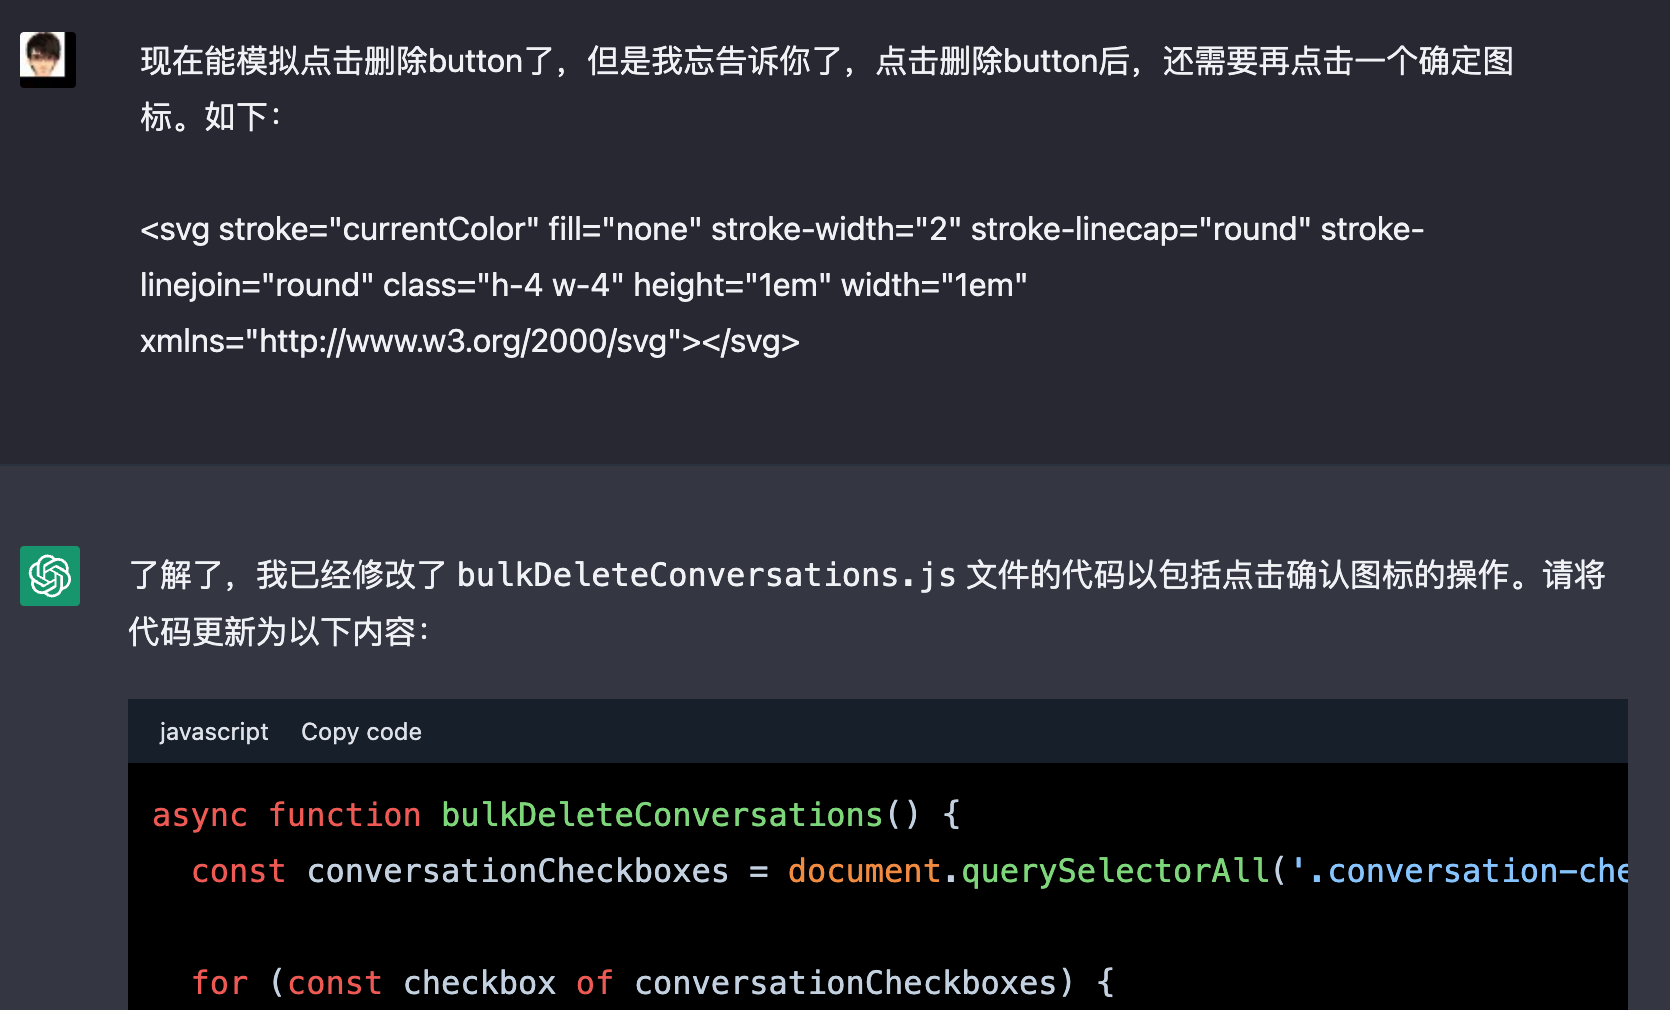 现在能模拟点击删除button了，但是我忘告诉你了，点击删除button后，还需要再点击一个确定图
标。如下：
<svg stroke="currentColor" fill="none" stroke-width="2" stroke-linecap="round" stroke-
linejoin="round" class="h-4 w-4" height="1em" width="1em"
xmlns="http://www.w3.org/2000/svg"></svg>
了解了，我已经修改了 bulkDeleteConversations.js 文件的代码以包括点击确认图标的操作。请将
代码更新为以下内容：
javascript Copy code
async function bulkDeleteConversations() {
const conversationCheckboxes = document.querySelectorAll('.conversation-che
for (const checkbox of conversationCheckboxes) {